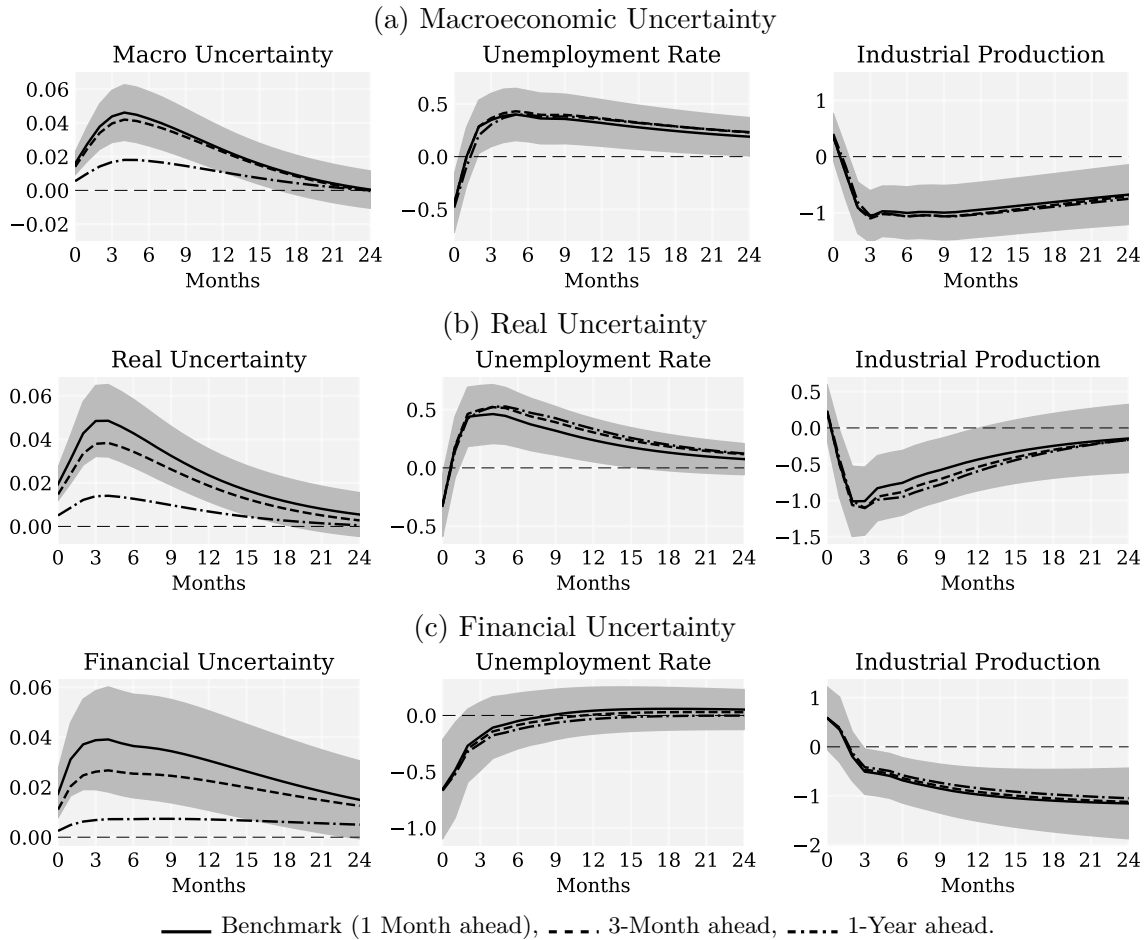 (a) Macroeconomic Uncertainty
Macro Uncertainty Unemployment Rate Industrial Production
0.06
0.04
0.02
0.00
−0.02
0 3 6 9 12 15 18 21 24
Months
0.5
0.0
−0.5
0 3 6 9 12 15 18 21 24
Months
1
0
−1
0 3 6 9 12 15 18 21 24
Months
(b) Real Uncertainty
Real Uncertainty Unemployment Rate Industrial Production
0.06
0.04
0.02
0.00
0 3 6 9 12 15 18 21 24
Months
0.5
0.0
−0.5
0 3 6 9 12 15 18 21 24
Months
0.5
0.0
−0.5
−1.0
−1.5
0 3 6 9 12 15 18 21 24
Months
(c) Financial Uncertainty
Financial Uncertainty Unemployment Rate Industrial Production
0.06
0.04
0.02
0.00
0 3 6 9 12 15 18 21 24
Months
0.0
−0.5
−1.0
0 3 6 9 12 15 18 21 24
Months
1
0
−1
−2
0 3 6 9 12 15 18 21 24
Months
Benchmark (1 Month ahead), 3-Month ahead, 1-Year ahead.